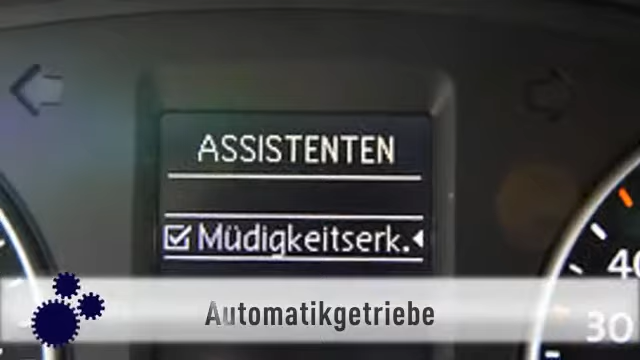 ASSISTENTEN
Müdigkeitserk.
40
30
Automatikgetriebe